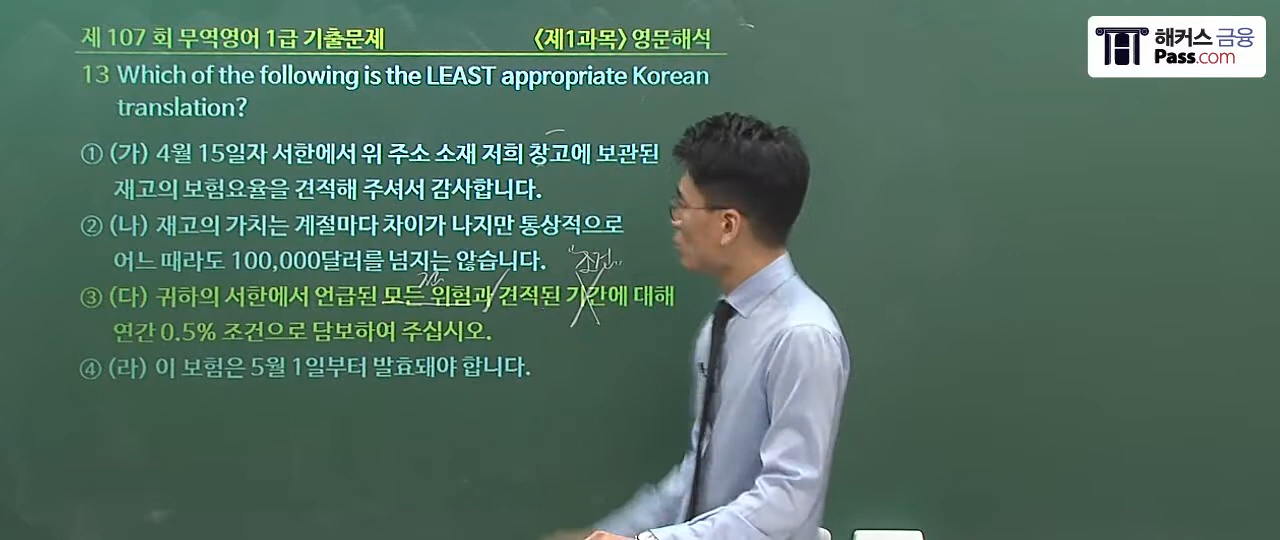 제 107 회 무역영어 1급 기출문제 〈제1과목〉 영문해석
해커스 금융
Pass.com
13 Which of the following is the LEAST appropriate Korean
translation?
① (가) 4월 15일자 서한에서 위 주소 소재 저희 창고에 보관된
재고의 보험요율을 견적해 주셔서 감사합니다.
② (나) 재고의 가치는 계절마다 차이가 나지만 통상적으로
어느 때라도 100,000달러를 넘지는 않습니다.
"조건"
③ (다) 귀하의 서한에서 언급된 모든 위험과 견적된 기간에 대해
연간 0.5% 조건으로 담보하여 주십시오.
④ (라) 이 보험은 5월 1일부터 발효돼야 합니다.